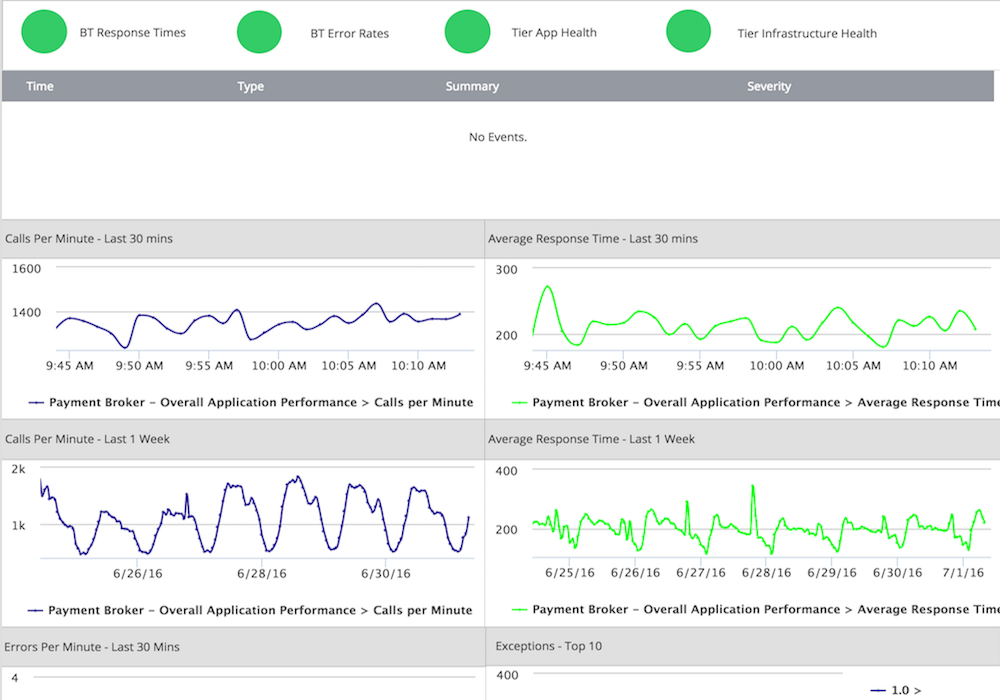 BT Response Times BT Error Rates Tier App Health Tier Infrastructure Health
Time Type Summary Severity
No Events.
Calls Per Minute - Last 30 mins
1600
1400
9:45 AM 9:50 AM 9:55 AM 10:00 AM 10:05 AM 10:10 AM
Payment Broker – Overall Application Performance > Calls per Minute
Average Response Time - Last 30 mins
300
200
9:45 AM 9:50 AM 9:55 AM 10:00 AM 10:05 AM 10:10 AM
Payment Broker – Overall Application Performance > Average Response Time
Calls Per Minute - Last 1 Week
2k
1k
6/26/16 6/28/16 6/30/16
Payment Broker – Overall Application Performance > Calls per Minute
Average Response Time - Last 1 Week
400
200
6/25/16 6/26/16 6/27/16 6/28/16 6/29/16 6/30/16 7/1/16
Payment Broker – Overall Application Performance > Average Response Time
Errors Per Minute - Last 30 Mins
4
Exceptions - Top 10
400
1.0 >